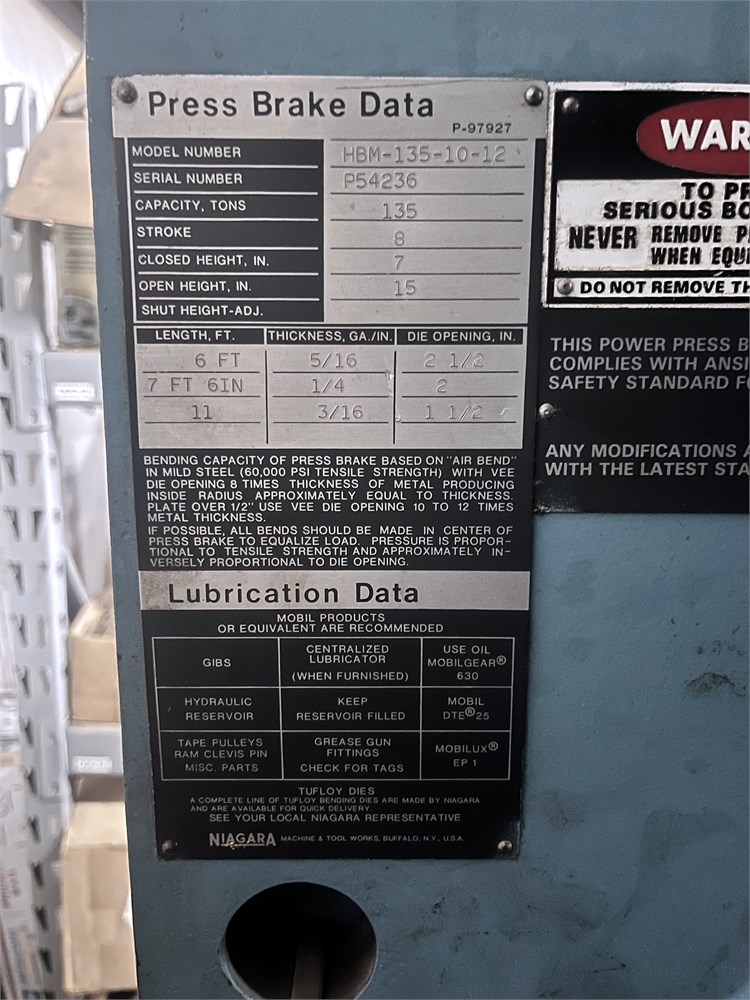 Press Brake Data
P-97927
MODEL NUMBER HBM-135-10-12
SERIAL NUMBER P54236
CAPACITY, TONS 135
STROKE 8
CLOSED HEIGHT, IN. 7
OPEN HEIGHT, IN. 15
SHUT HEIGHT-ADJ.
LENGTH, FT. THICKNESS, GA./IN. DIE OPENING, IN.
6 FT 5/16 2 1/2
7 FT 6IN 1/4 2
11 3/16 1 1/2
BENDING CAPACITY OF PRESS BRAKE BASED ON "AIR BEND"
IN MILD STEEL (60,000 PSI TENSILE STRENGTH) WITH VEE
DIE OPENING 8 TIMES THICKNESS OF METAL PRODUCING
INSIDE RADIUS APPROXIMATELY EQUAL TO THICKNESS.
PLATE OVER 1/2" USE VEE DIE OPENING 10 TO 12 TIMES
METAL THICKNESS.
IF POSSIBLE, ALL BENDS SHOULD BE MADE IN CENTER OF
PRESS BRAKE TO EQUALIZE LOAD. PRESSURE IS PROPOR-
TIONAL TO TENSILE STRENGTH AND APPROXIMATELY IN-
VERSELY PROPORTIONAL TO DIE OPENING.
Lubrication Data
MOBIL PRODUCTS
OR EQUIVALENT ARE RECOMMENDED
GIBS
CENTRALIZED
LUBRICATOR
(WHEN FURNISHED)
USE OIL
MOBILGEAR®
630
HYDRAULIC
RESERVOIR
KEEP
RESERVOIR FILLED
MOBIL
DTE®25
TAPE PULLEYS
RAM CLEVIS PIN
MISC. PARTS
GREASE GUN
FITTINGS
CHECK FOR TAGS
MOBILUX®
EP 1
TUFLOY DIES
A COMPLETE LINE OF TUFLOY BENDING DIES ARE MADE BY NIAGARA
AND ARE AVAILABLE FOR QUICK DELIVERY.
SEE YOUR LOCAL NIAGARA REPRESENTATIVE
NIAGARA MACHINE & TOOL WORKS, BUFFALO, N.Y., U.S.A.
WAR
TO PR
SERIOUS BO
NEVER REMOVE P
WHEN EQUI
DO NOT REMOVE TH
THIS POWER PRESS B
COMPLIES WITH ANSI
SAFETY STANDARD FO
ANY MODIFICATIONS
WITH THE LATEST STA